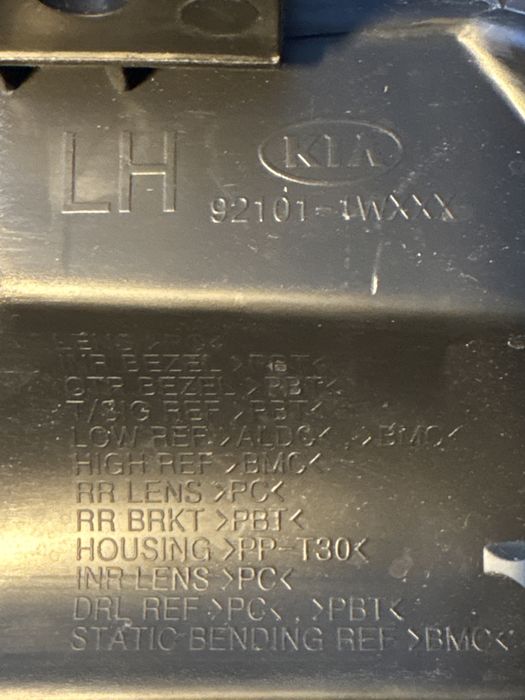 LH
KIA
92101-1WXXX
LENS >PC<
INR BEZEL >PBT<
CTR BEZEL >PBT<
T/SIG REF >PBT<
LOW REF >ALDC< , >BMC<
HIGH REF >BMC<
RR LENS >PC<
RR BRKT >PBT<
HOUSING >PP-T30<
INR LENS >PC<
DRL REF >PC< , >PBT<
STATIC BENDING REF >BMC<